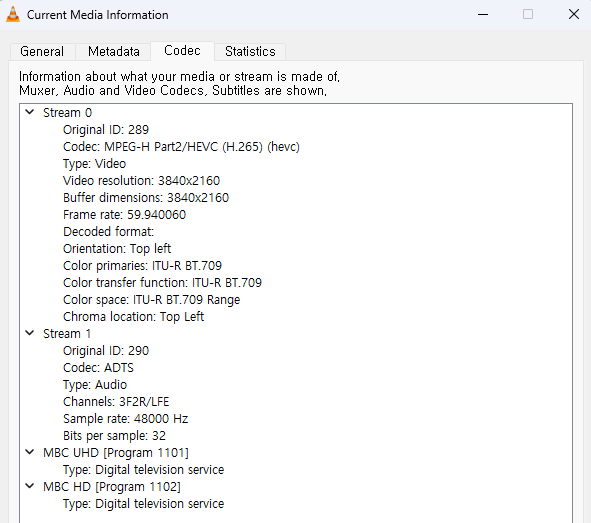 Current Media Information
General Metadata Codec Statistics
Information about what your media or stream is made of.
Muxer, Audio and Video Codecs, Subtitles are shown.
Stream 0
Original ID: 289
Codec: MPEG-H Part2/HEVC (H.265) (hevc)
Type: Video
Video resolution: 3840x2160
Buffer dimensions: 3840x2160
Frame rate: 59.940060
Decoded format:
Orientation: Top left
Color primaries: ITU-R BT.709
Color transfer function: ITU-R BT.709
Color space: ITU-R BT.709 Range
Chroma location: Top Left
Stream 1
Original ID: 290
Codec: ADTS
Type: Audio
Channels: 3F2R/LFE
Sample rate: 48000 Hz
Bits per sample: 32
MBC UHD [Program 1101]
Type: Digital television service
MBC HD [Program 1102]
Type: Digital television service